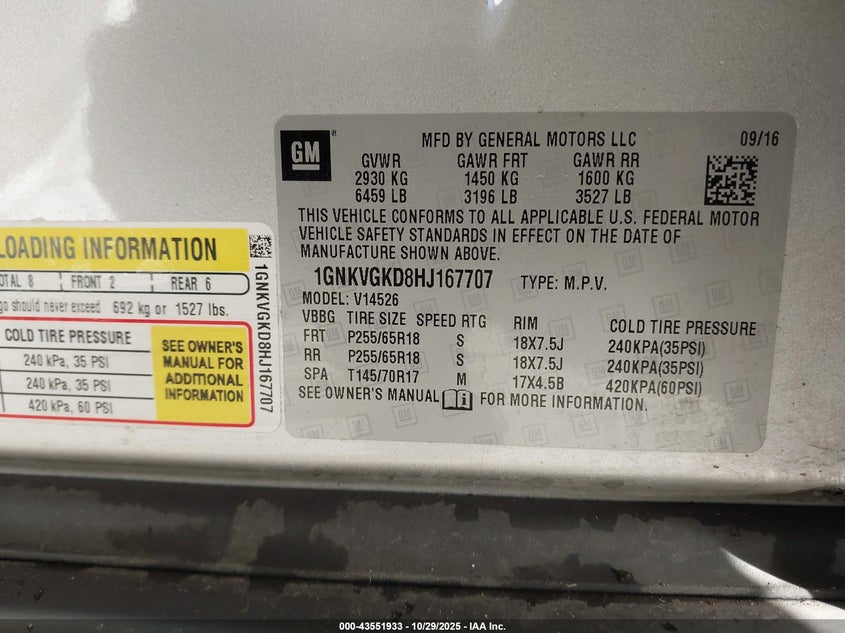 GM
®
MFD BY GENERAL MOTORS LLC 09/16
GVWR GAWR FRT GAWR RR
2930 KG 1450 KG 1600 KG
6459 LB 3196 LB 3527 LB
THIS VEHICLE CONFORMS TO ALL APPLICABLE U.S. FEDERAL MOTOR
VEHICLE SAFETY STANDARDS IN EFFECT ON THE DATE OF
MANUFACTURE SHOWN ABOVE.
1GNKVGKD8HJ167707 TYPE: M.P.V.
MODEL: V14526
VBBG TIRE SIZE SPEED RTG RIM COLD TIRE PRESSURE
FRT P255/65R18 S 18X7.5J 240KPA(35PSI)
RR P255/65R18 S 18X7.5J 240KPA(35PSI)
SPA T145/70R17 M 17X4.5B 420KPA(60PSI)
SEE OWNER'S MANUAL FOR MORE INFORMATION.
LOADING INFORMATION
OTAL 8 FRONT 2 REAR 6
go should never exceed 692 kg or 1527 lbs.
COLD TIRE PRESSURE
240 kPa, 35 PSI
240 kPa, 35 PSI
420 kPa, 60 PSI
SEE OWNER'S
MANUAL FOR
ADDITIONAL
INFORMATION
1GNKVGKD8HJ167707
000-43551933 - 10/29/2025 - IAA Inc.